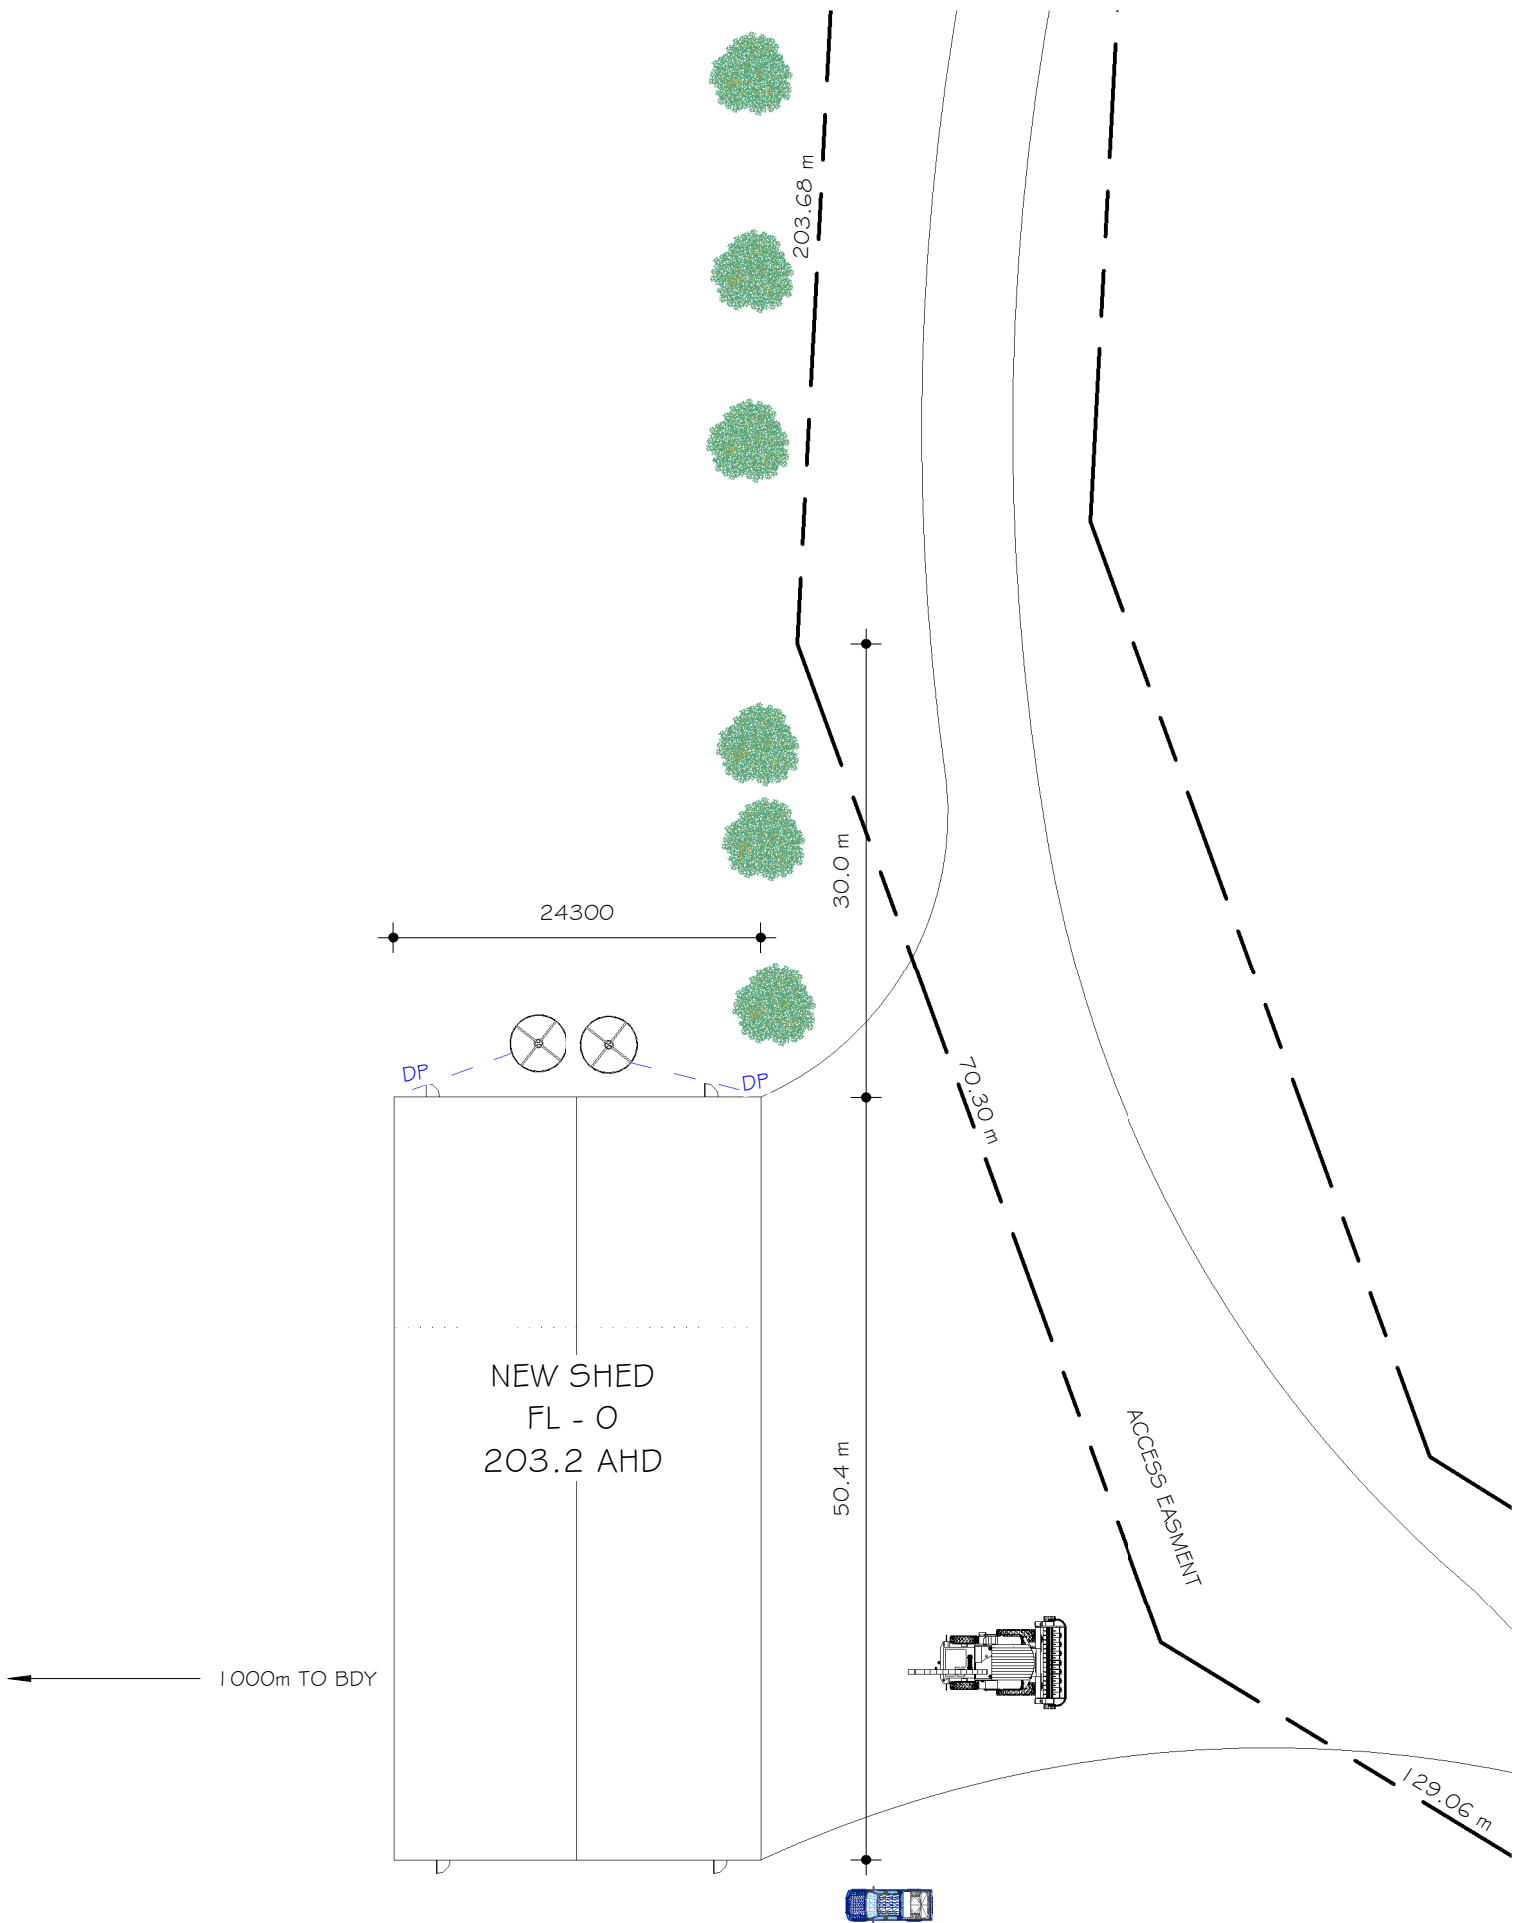 203.68 m
30.0 m
24300
DP
DP
70.30 m
NEW SHED
FL - 0
203.2 AHD
50.4 m
ACCESS EASMENT
1000m TO BDY
129.06 m